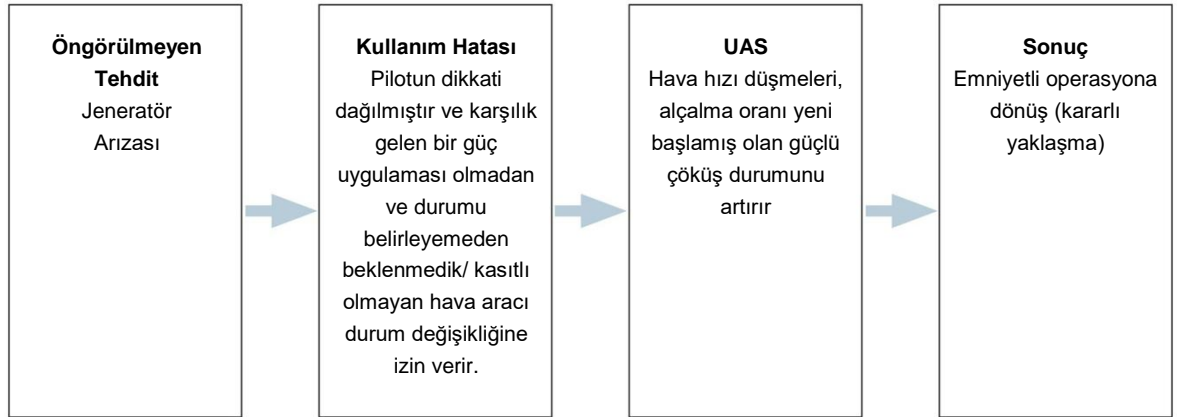 Öngörülmeyen
Tehdit
Jeneratör
Arızası
Kullanım Hatası
Pilotun dikkati
dağılmıştır ve karşılık
gelen bir güç
uygulaması olmadan
ve durumu
belirleyemeden
beklenmedik/ kasıtlı
olmayan hava aracı
durum değişikliğine
izin verir.
UAS
Hava hızı düşmeleri,
alçalma oranı yeni
başlamış olan güçlü
çöküş durumunu
artırır
Sonuç
Emniyetli operasyona
dönüş (kararlı
yaklaşma)